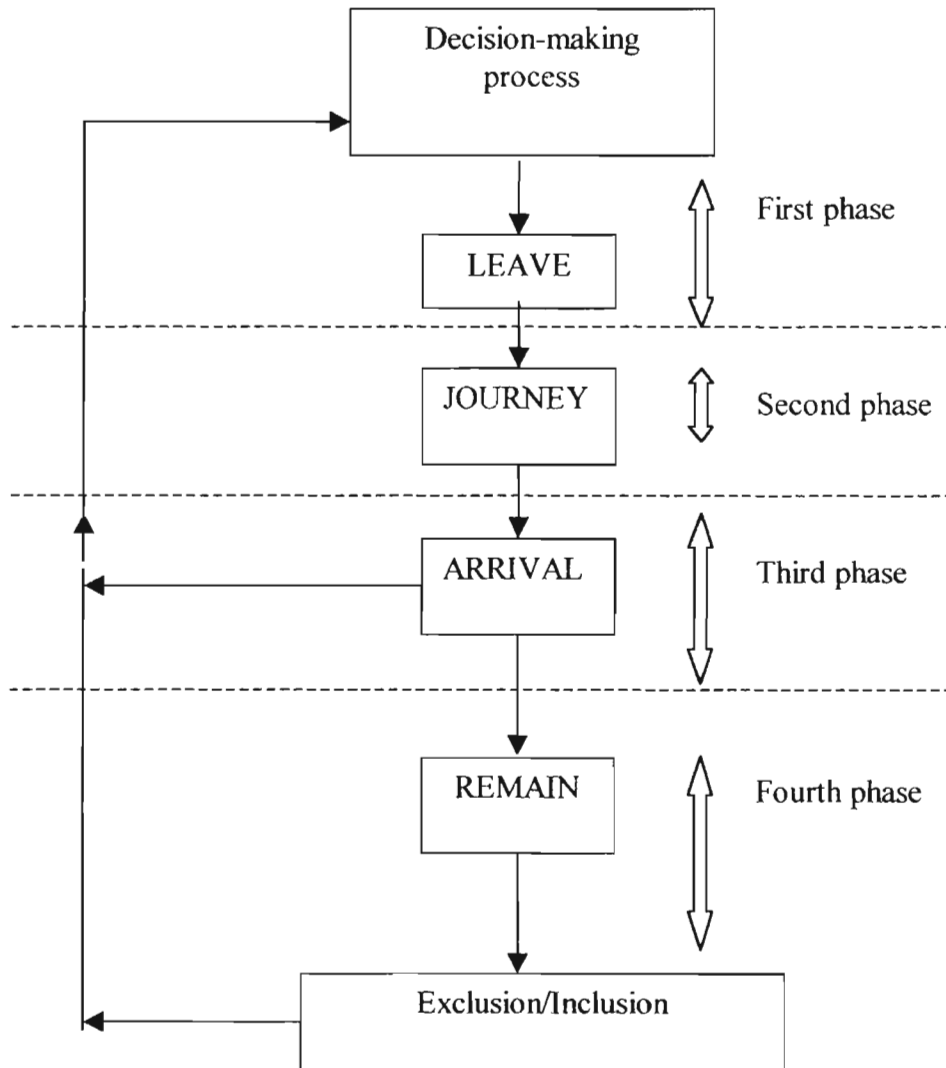 Decision-making
process
First phase
LEAVE
JOURNEY
Second phase
ARRIVAL
Third phase
REMAIN
Fourth phase
Exclusion/Inclusion